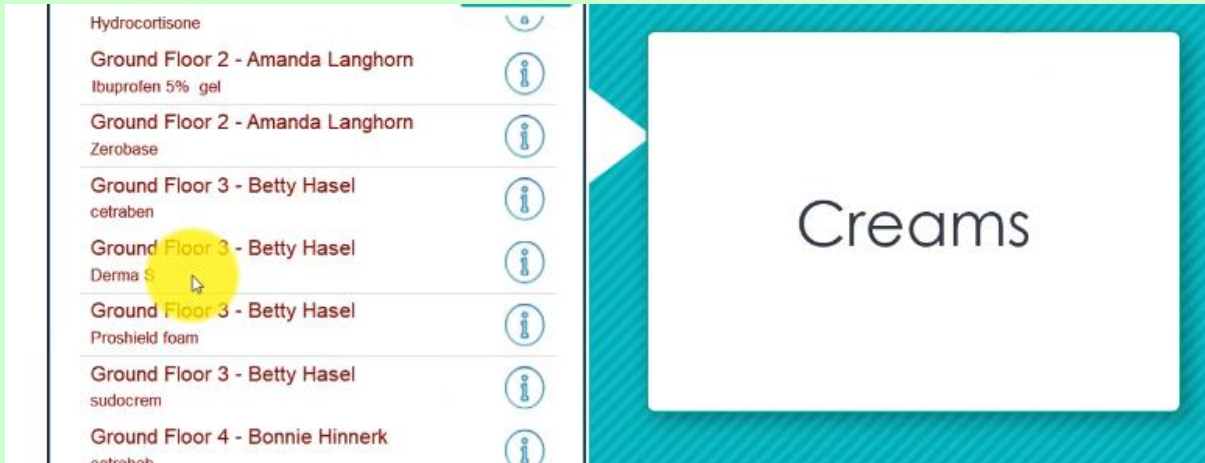 Hydrocortisone
Ground Floor 2 - Amanda Langhorn
Ibuprofen 5% gel
Ground Floor 2 - Amanda Langhorn
Zerobase
Ground Floor 3 - Betty Hasel
cetraben
Ground Floor 3 - Betty Hasel
Derma S
Ground Floor 3 - Betty Hasel
Proshield foam
Ground Floor 3 - Betty Hasel
sudocrem
Ground Floor 4 - Bonnie Hinnerk
Creams